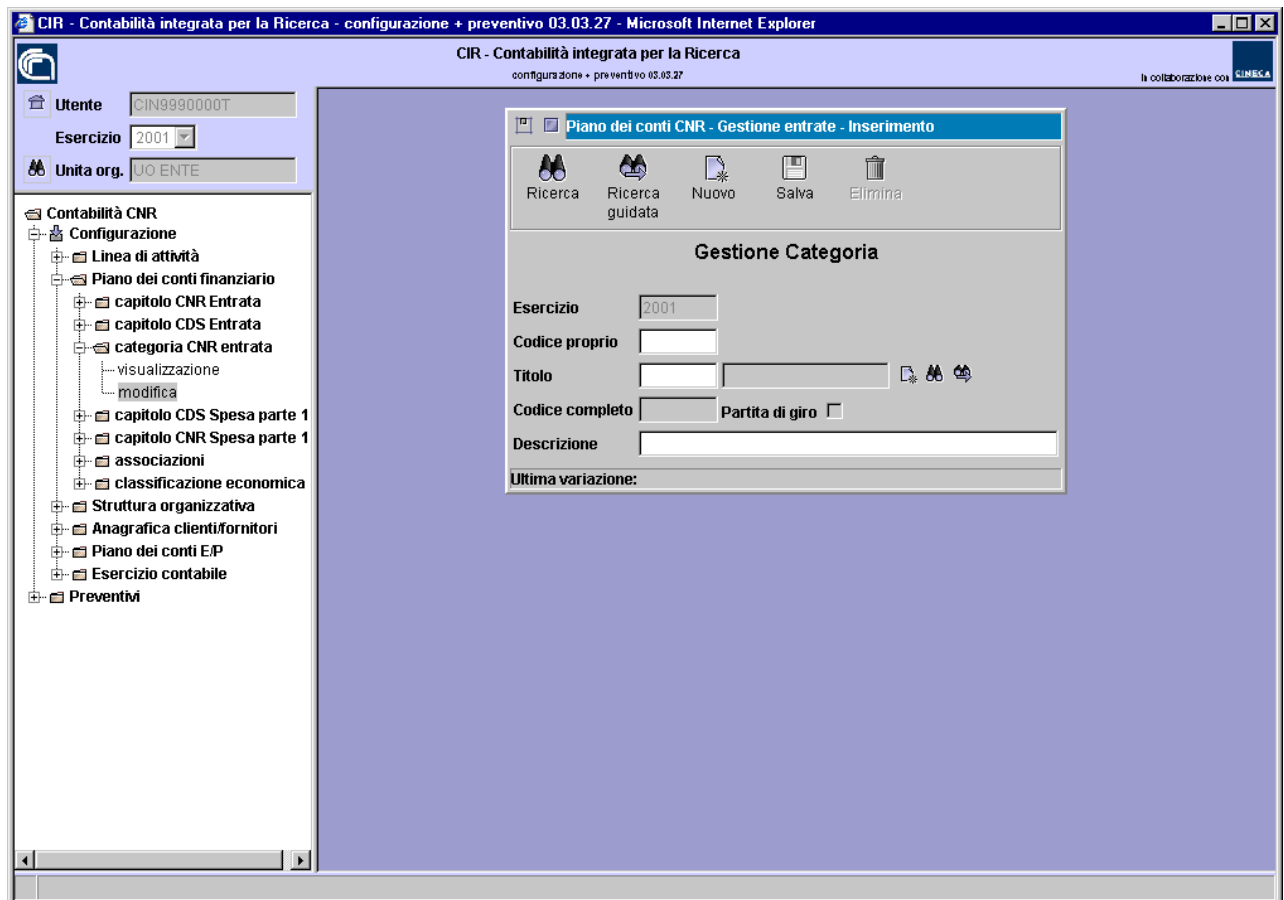 CIR - Contabilità integrata per la Ricerca - configurazione + preventivo 03.03.27 - Microsoft Internet Explorer
CIR - Contabilità integrata per la Ricerca
configurazione + preventivo 03.03.27
In collaborazione con CINECA
Utente CIN9990000T
Esercizio 2001
Unita org. UO ENTE
Contabilità CNR
Configurazione
Linea di attività
Piano dei conti finanziario
capitolo CNR Entrata
capitolo CDS Entrata
categoria CNR entrata
visualizzazione
modifica
capitolo CDS Spesa parte 1
capitolo CNR Spesa parte 1
associazioni
classificazione economica
Struttura organizzativa
Anagrafica clienti/fornitori
Piano dei conti E/P
Esercizio contabile
Preventivi
Piano dei conti CNR - Gestione entrate - Inserimento
Ricerca Ricerca guidata Nuovo Salva Elimina
Gestione Categoria
Esercizio 2001
Codice proprio
Titolo
Codice completo Partita di giro
Descrizione
Ultima variazione: